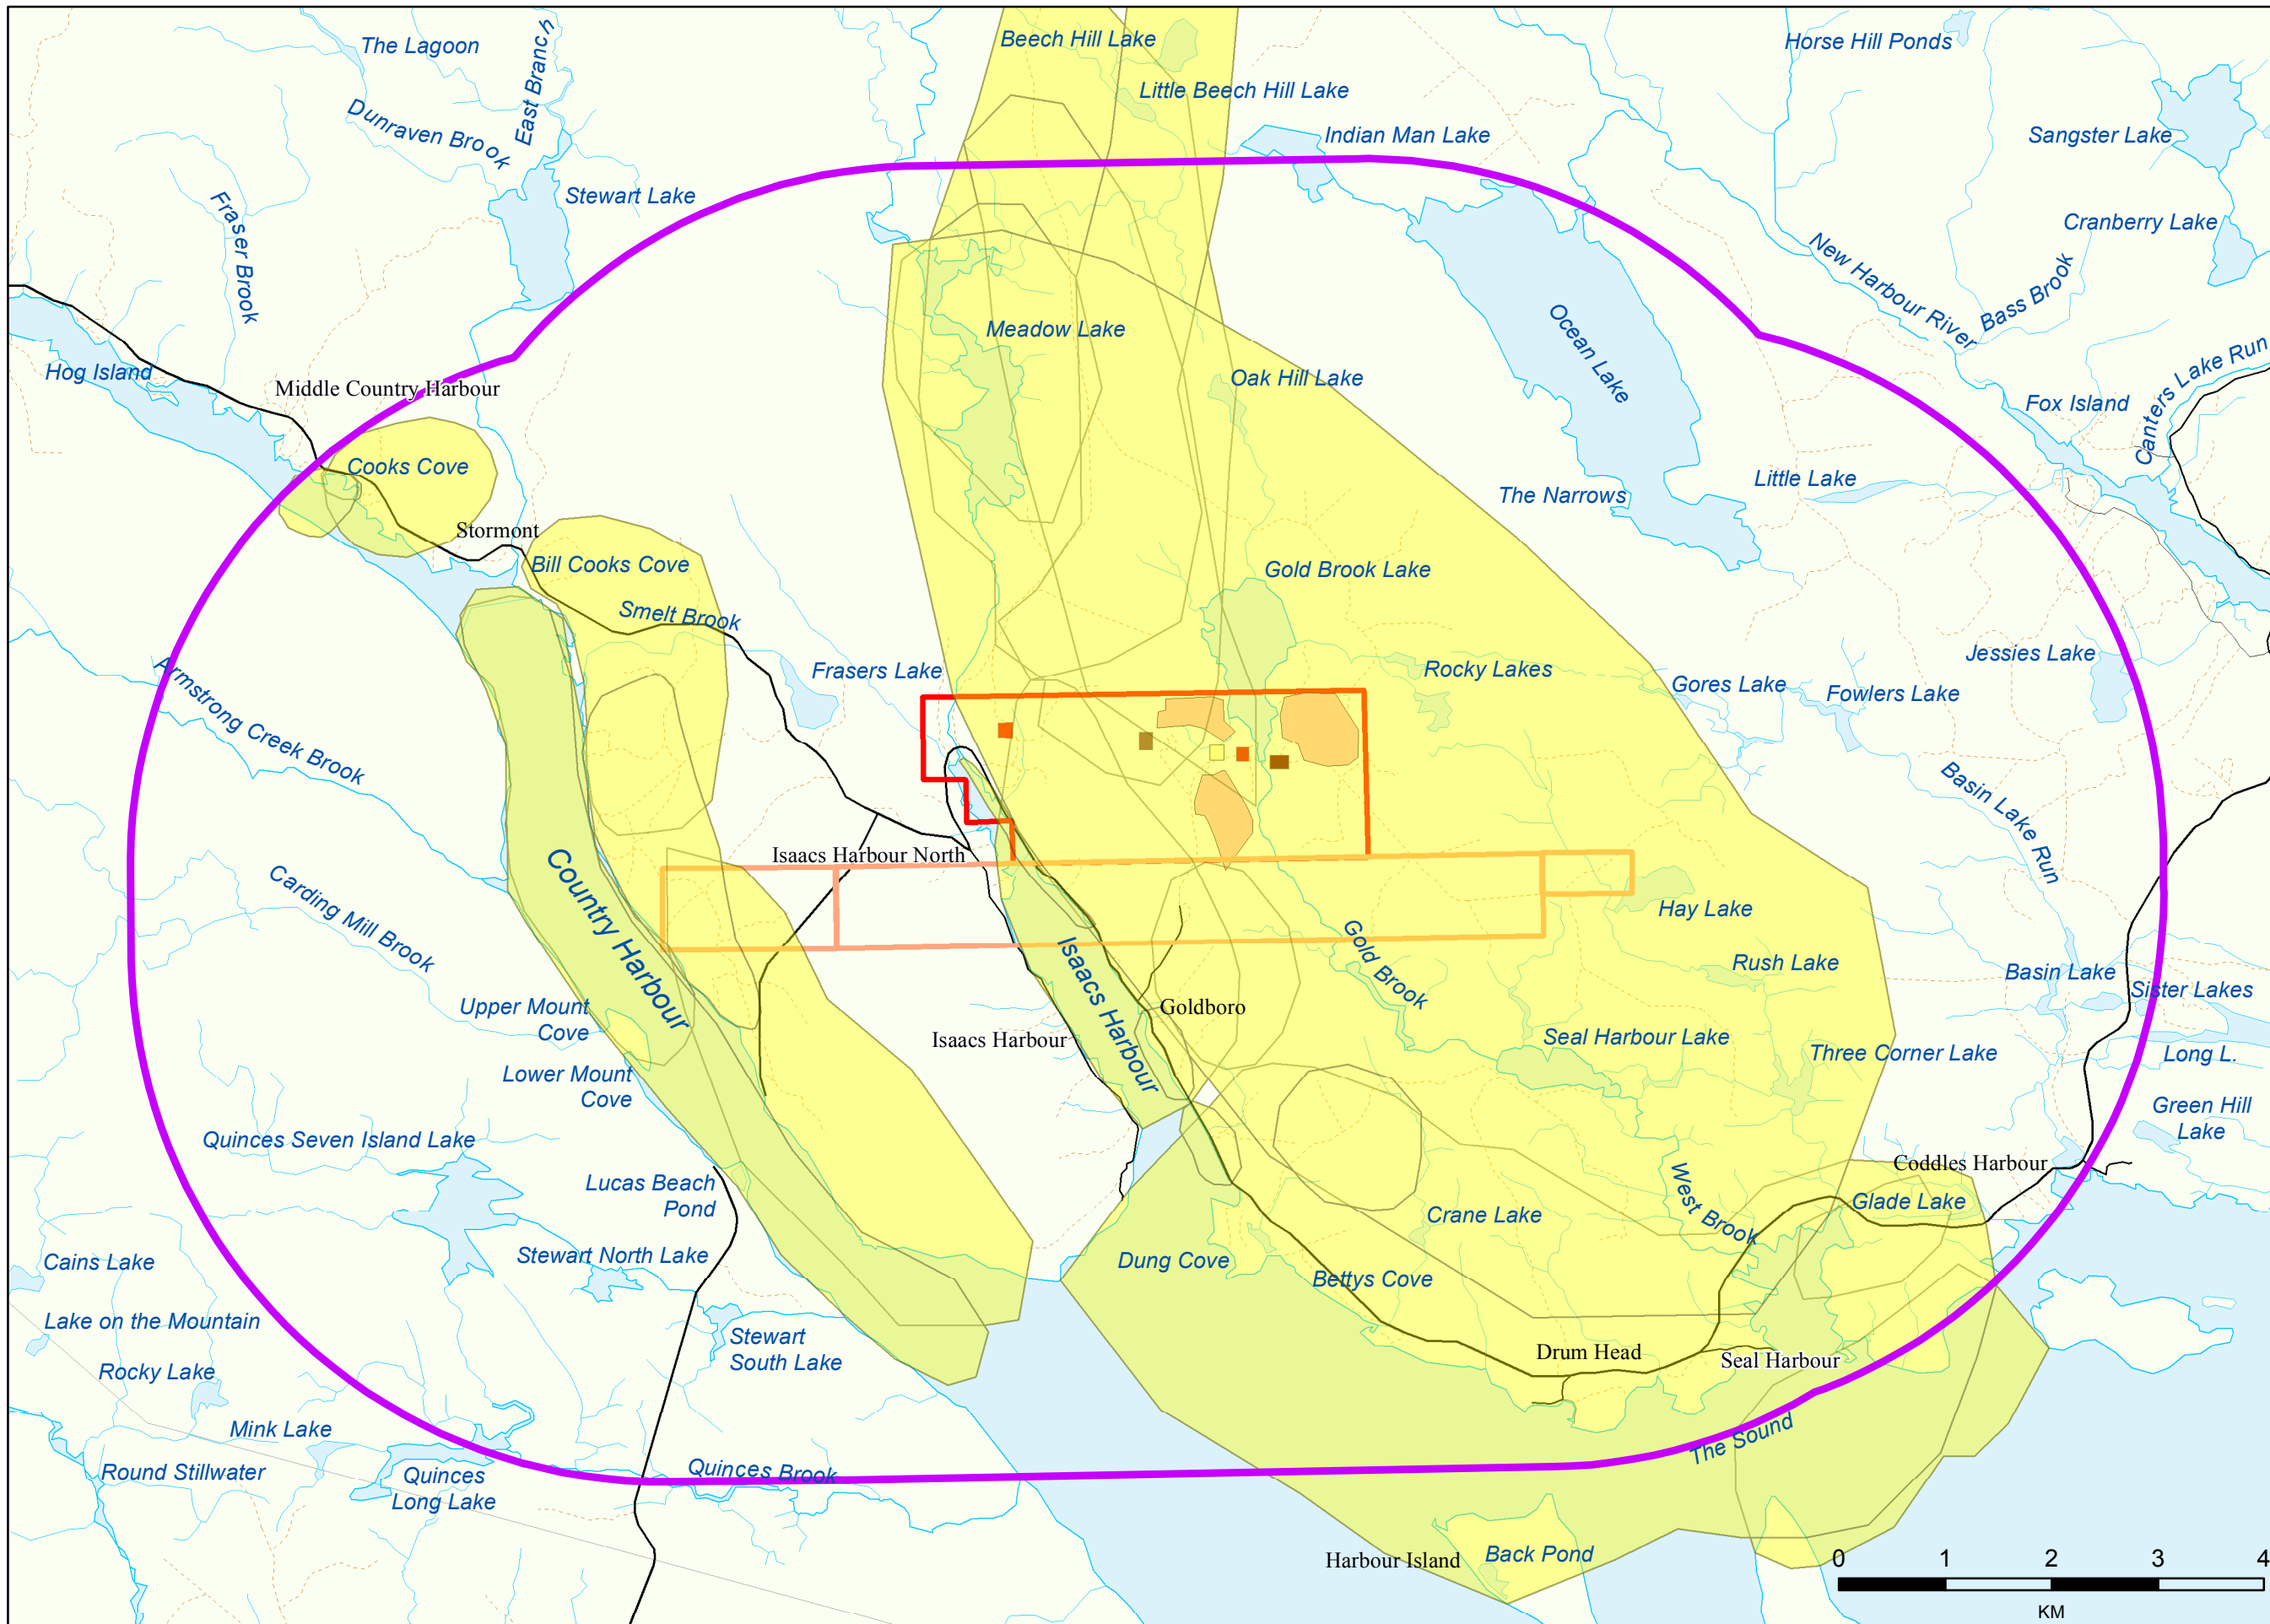 The Lagoon
East Branch
Beech Hill Lake
Horse Hill Ponds
Little Beech Hill Lake
Dunraven Brook
Indian Man Lake
Sangster Lake
Stewart Lake
Fraser Brook
Cranberry Lake
New Harbour River
Bass Brook
Meadow Lake
Ocean Lake
Canters Lake Run
Hog Island
Middle Country Harbour
Oak Hill Lake
Fox Island
Cooks Cove
Little Lake
The Narrows
Stormont
Bill Cooks Cove
Gold Brook Lake
Smelt Brook
Jessies Lake
Armstrong Creek Brook
Frasers Lake
Rocky Lakes
Gores Lake
Fowlers Lake
Basin Lake Run
Isaacs Harbour North
Country Harbour
Carding Mill Brook
Hay Lake
Gold Brook
Rush Lake
Basin Lake
Sister Lakes
Upper Mount
Cove
Goldboro
Isaacs Harbour
Isaacs Harbour
Seal Harbour Lake
Three Corner Lake
Long L.
Lower Mount
Cove
Green Hill
Lake
Quinces Seven Island Lake
Coddles Harbour
West Brook
Glade Lake
Lucas Beach
Pond
Crane Lake
Stewart North Lake
Dung Cove
Bettys Cove
Cains Lake
Lake on the Mountain
Stewart
South Lake
Drum Head
Seal Harbour
Rocky Lake
Mink Lake
The Sound
Round Stillwater
Quinces
Long Lake
Quinces Brook
Harbour Island
Back Pond
0 1 2 3 4
KM